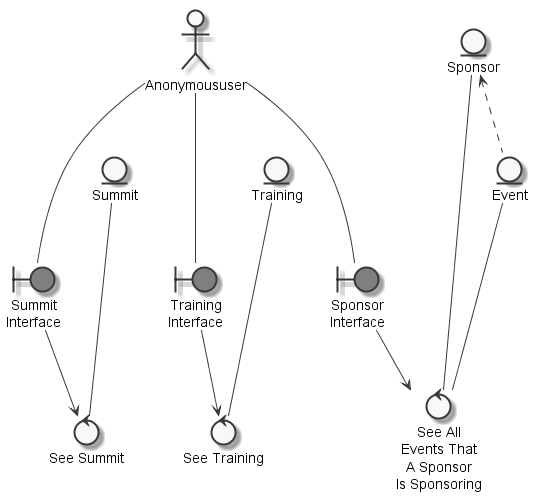 Sponsor
Anonymoususer
Summit
Training
Event
Summit
Interface
Training
Interface
Sponsor
Interface
See Summit
See Training
See All
Events That
A Sponsor
Is Sponsoring